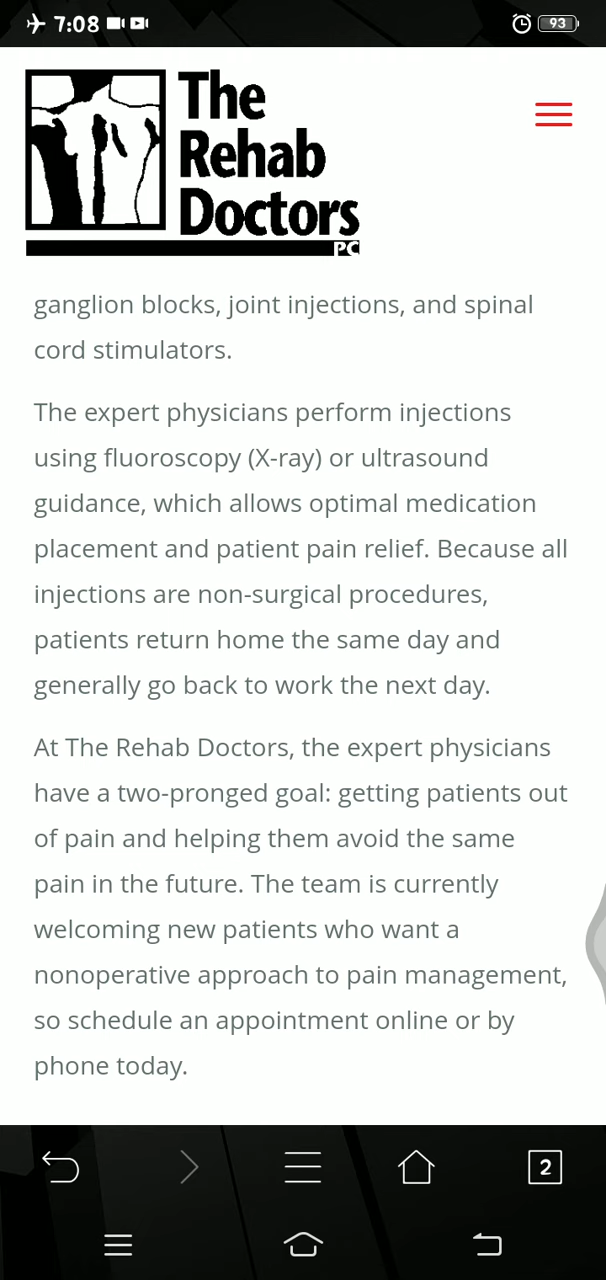 7:08
93
The
Rehab
Doctors
PC
ganglion blocks, joint injections, and spinal
cord stimulators.
The expert physicians perform injections
using fluoroscopy (X-ray) or ultrasound
guidance, which allows optimal medication
placement and patient pain relief. Because all
injections are non-surgical procedures,
patients return home the same day and
generally go back to work the next day.
At The Rehab Doctors, the expert physicians
have a two-pronged goal: getting patients out
of pain and helping them avoid the same
pain in the future. The team is currently
welcoming new patients who want a
nonoperative approach to pain management,
so schedule an appointment online or by
phone today.
2